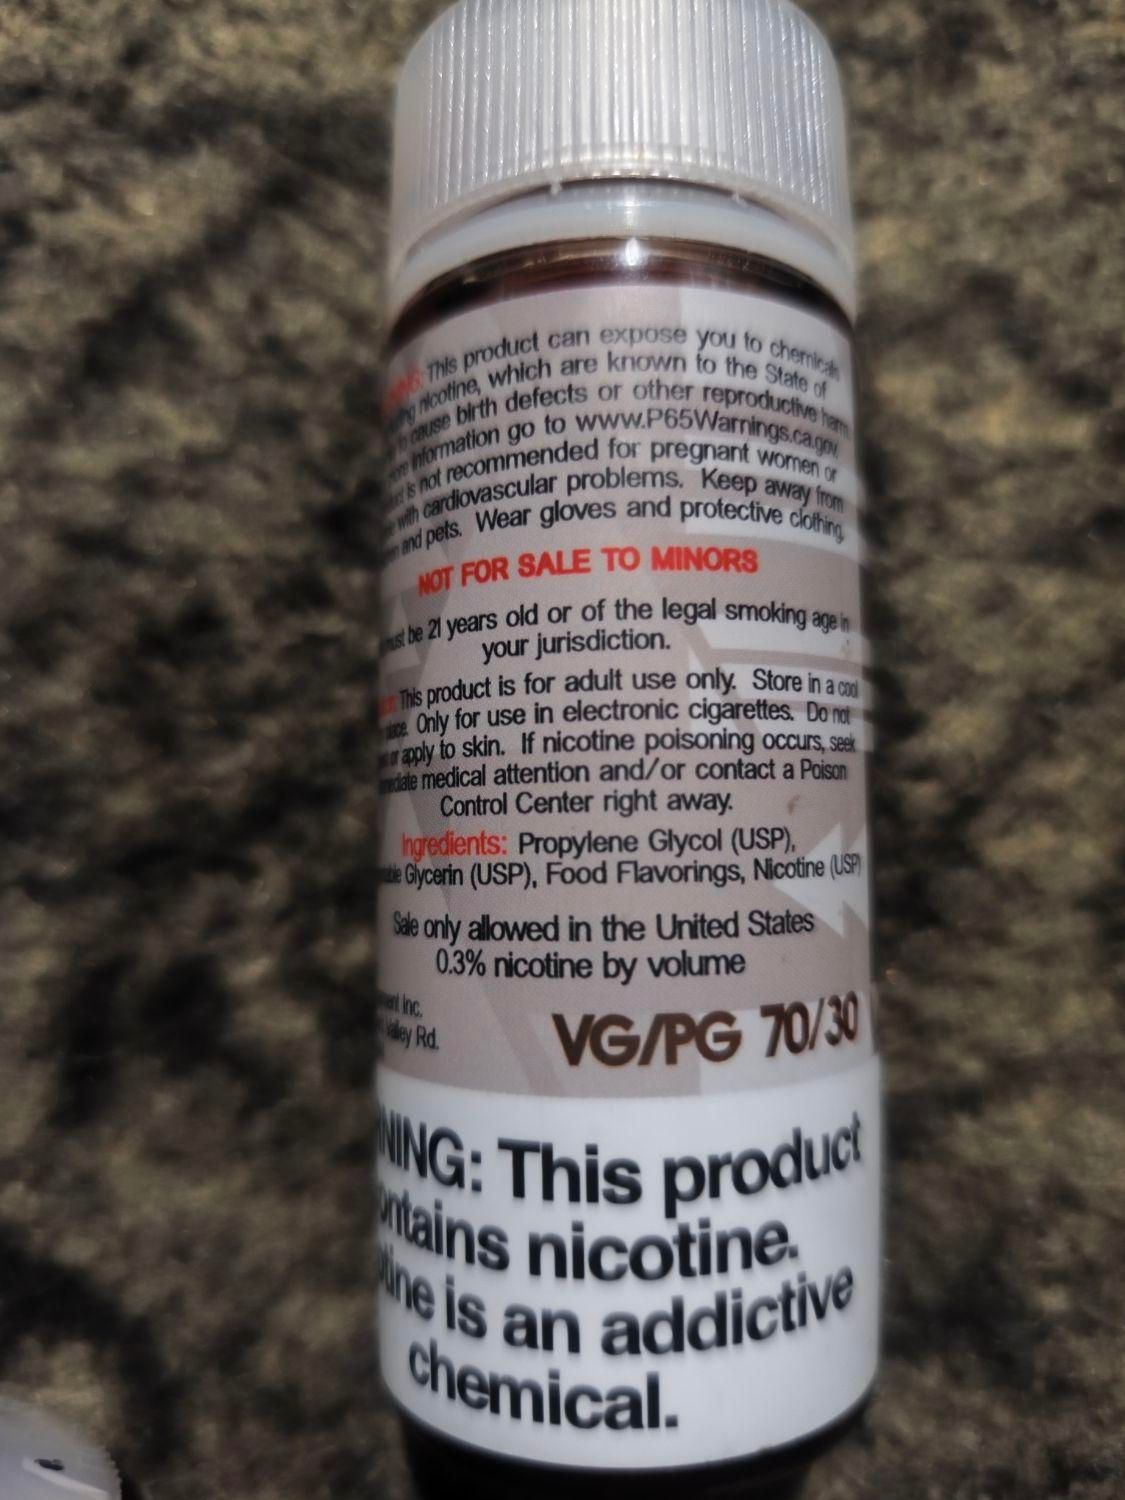 This product can expose you to chemicals
nicotine, which are known to the State of
to cause birth defects or other reproductive harm
information go to www.P65Warnings.ca.gov.
is not recommended for pregnant women or
with cardiovascular problems. Keep away from
and pets. Wear gloves and protective clothing.
NOT FOR SALE TO MINORS
must be 21 years old or of the legal smoking age in
your jurisdiction.
This product is for adult use only. Store in a cool
place. Only for use in electronic cigarettes. Do not
or apply to skin. If nicotine poisoning occurs, seek
medical attention and/or contact a Poison
Control Center right away.
Ingredients: Propylene Glycol (USP),
Glycerin (USP), Food Flavorings, Nicotine (USP)
Sale only allowed in the United States
0.3% nicotine by volume
Inc.
Valley Rd.
VG/PG 70/30
This product
nicotine.
is an addictive
chemical.